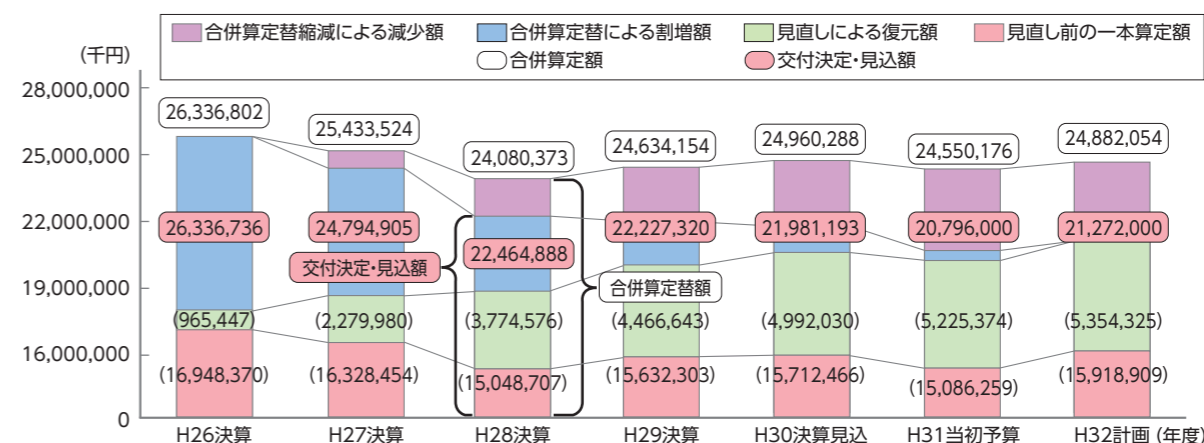 合併算定替縮減による減少額 合併算定替による割増額 見直しによる復元額 見直し前の一本算定額
合併算定額 交付決定・見込額
(千円)
28,000,000
25,000,000
22,000,000
19,000,000
16,000,000
0
26,336,802 25,433,524 24,080,373 24,634,154 24,960,288 24,550,176 24,882,054
26,336,736 24,794,905 22,464,888 22,227,320 21,981,193 20,796,000 21,272,000
交付決定・見込額 合併算定替額
(965,447) (2,279,980) (3,774,576) (4,466,643) (4,992,030) (5,225,374) (5,354,325)
(16,948,370) (16,328,454) (15,048,707) (15,632,303) (15,712,466) (15,086,259) (15,918,909)
H26決算 H27決算 H28決算 H29決算 H30決算見込 H31当初予算 H32計画 (年度)